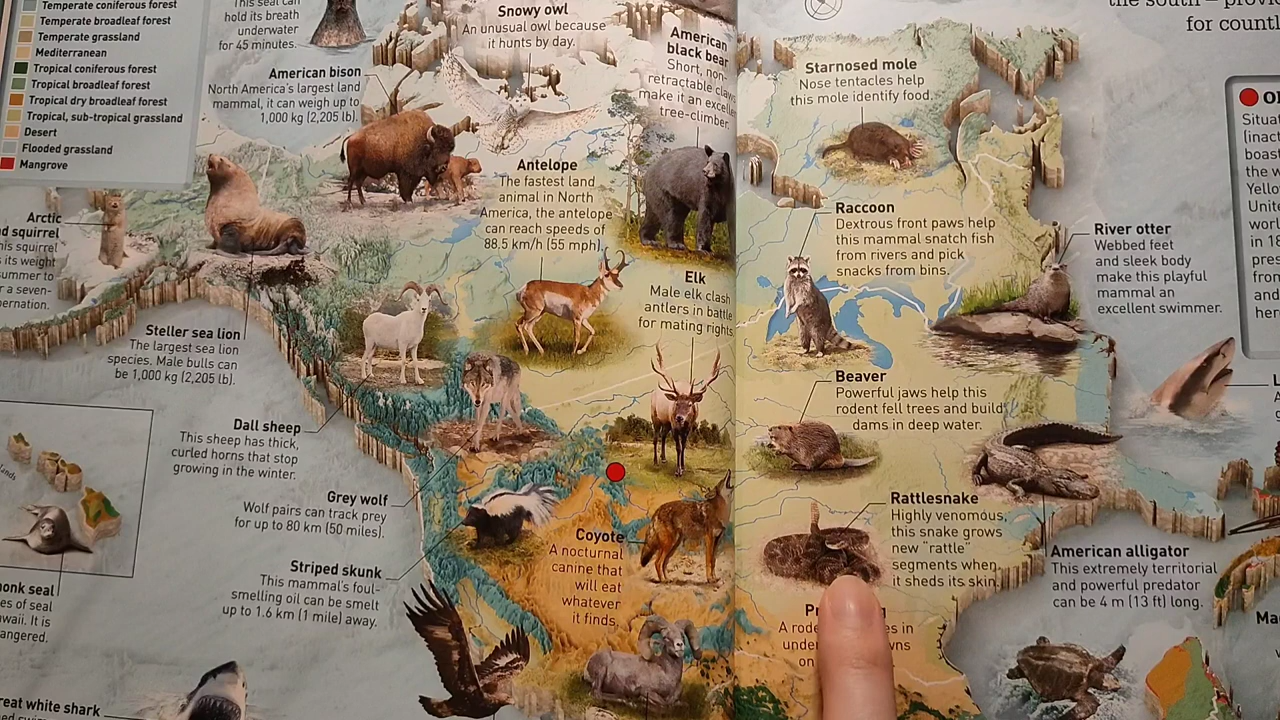 Temperate coniferous forest
Temperate broadleaf forest
Temperate grassland
Mediterranean
Tropical coniferous forest
Tropical broadleaf forest
Tropical dry broadleaf forest
Tropical, sub-tropical grassland
Desert
Flooded grassland
Mangrove
This seal can
hold its breath
underwater
for 45 minutes.
American bison
North America's largest land
mammal, it can weigh up to
1,000 kg (2,205 lb).
Snowy owl
An unusual owl because
it hunts by day.
American
black bear
Short, non-
retractable claws
make it an
tree-climber.
Antelope
The fastest land
animal in North
America, the antelope
can reach speeds of
88.5 km/h (55 mph).
Elk
Male elk clash
antlers in battle
for mating rights.
Arctic
squirrel
squirrel
its weight
summer to
a seven-
Steller sea lion
The largest sea lion
species. Male bulls can
be 1,000 kg (2,205 lb).
Dall sheep
This sheep has thick,
curled horns that stop
growing in the winter.
Grey wolf
Wolf pairs can track prey
for up to 80 km (50 miles).
Striped skunk
This mammal's foul-
smelling oil can be smelt
up to 1.6 km (1 mile) away.
Coyote
A nocturnal
canine that
will eat
whatever
it finds.
seal
of seal
It is
white shark
the south –
for
Starnosed mole
Nose tentacles help
this mole identify food.
Raccoon
Dextrous front paws help
this mammal snatch fish
from rivers and pick
snacks from bins.
River otter
Webbed feet
and sleek body
make this playful
mammal an
excellent swimmer.
Beaver
Powerful jaws help this
rodent fell trees and build
dams in deep water.
Rattlesnake
Highly venomous,
this snake grows
new "rattle"
segments when
it sheds its skin.
American alligator
This extremely territorial
and powerful predator
can be 4 m (13 ft) long.
A
in
on
the
in
and